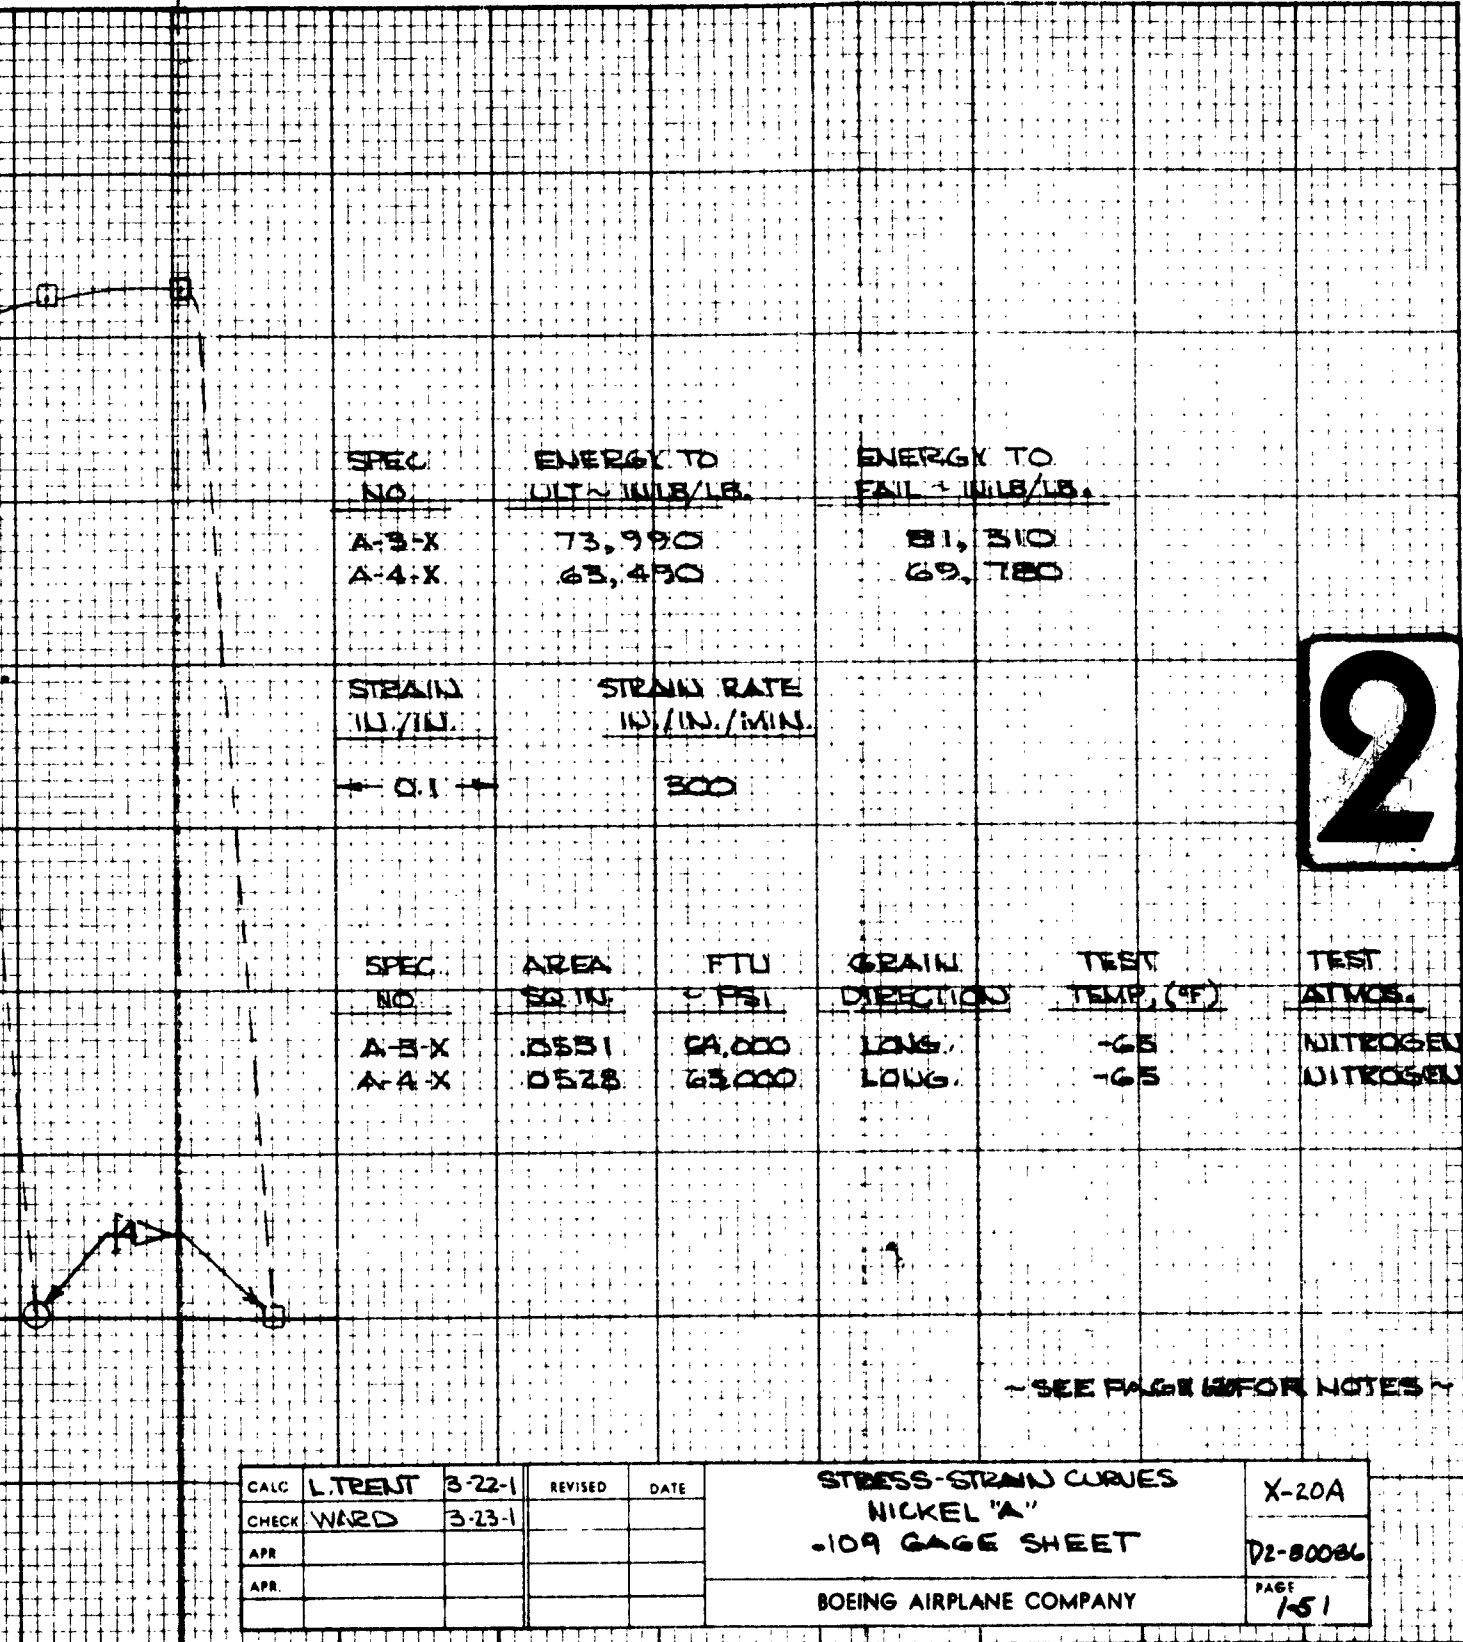 SPEC ENERGY TO ENERGY TO
NO. ULT ~ IN.LB/LB. FAIL ~ IN.LB/LB.
A-3-X 73,990 81,310
A-4-X 63,490 69,780
STRAIN STRAIN RATE
IN./IN. IN./IN./MIN.
0.1 300
2
SPEC. AREA FTU GRAIN TEST TEST
NO. SQ IN. ~ PSI DIRECTION TEMP. (°F) ATMOS.
A-3-X .0551 64,000 LONG. -65 NITROGEN
A-4-X 0528 63,000 LONG. -65 NITROGEN
4
~ SEE PAGE FOR NOTES ~
CALC L. TRENT 3-22-1 REVISED DATE
CHECK WARD 3-23-1
APR
APR.
STRESS-STRAIN CURVES
NICKEL "A"
.109 GAGE SHEET
BOEING AIRPLANE COMPANY
X-20A
D2-80086
PAGE
1-51